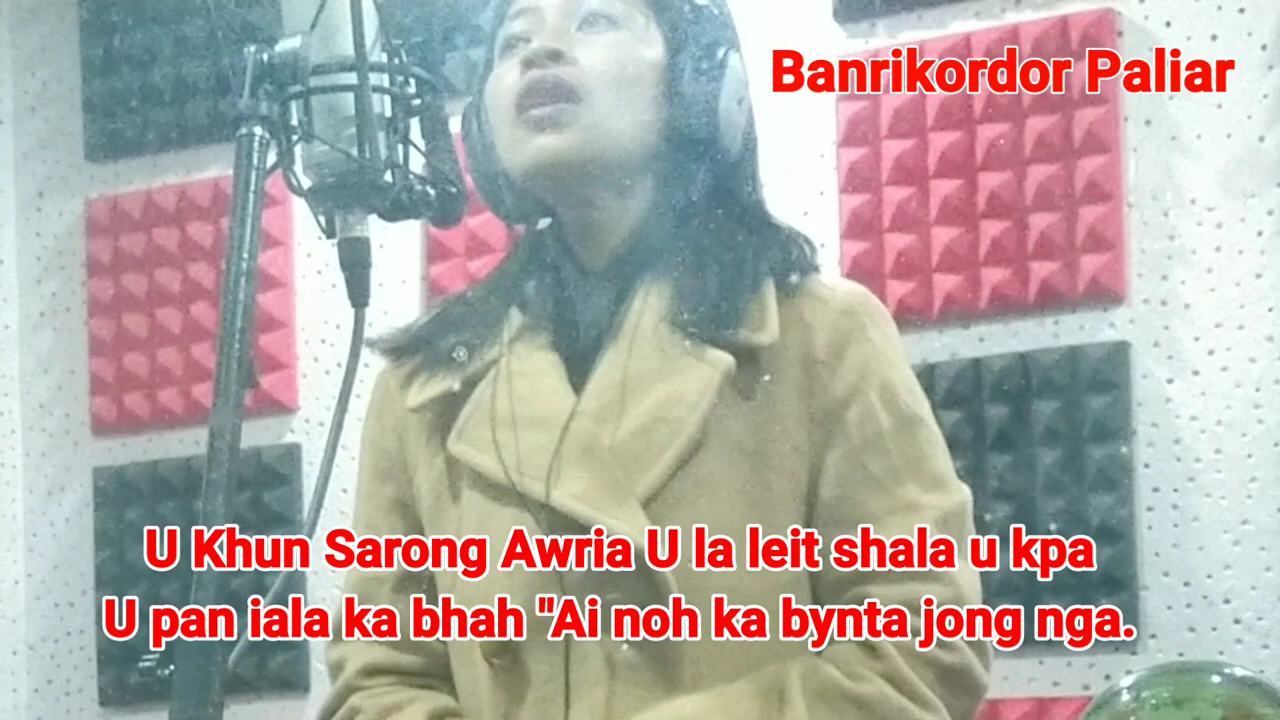 Banrikordor Paliar
U Khun Sarong Awria U la leit shala u kpa
U pan iala ka bhah "Ai noh ka bynta jong nga.